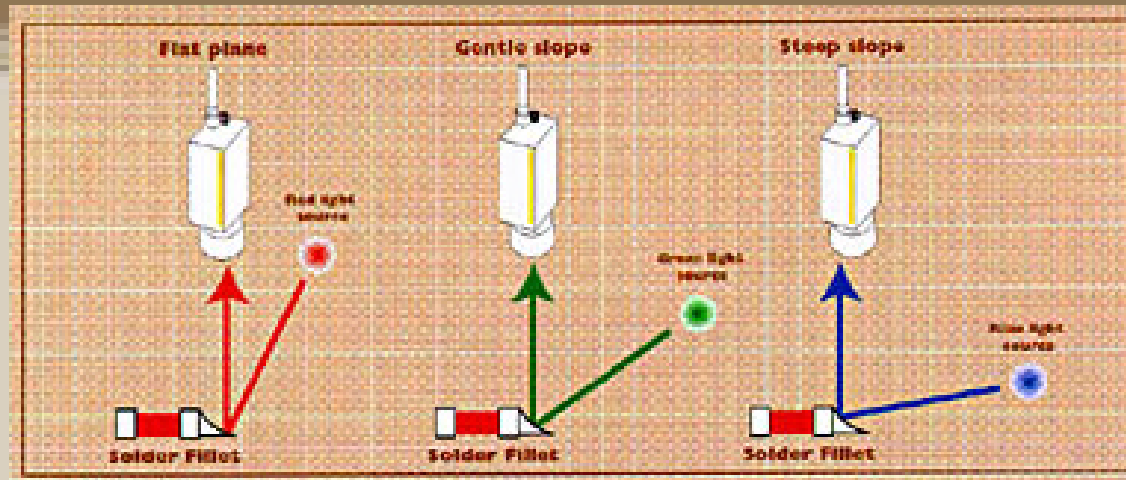 Flat plane
Gentle slope
Steep slope
Red light
source
Green light
source
Blue light
source
Solder Fillet
Solder Fillet
Solder Fillet